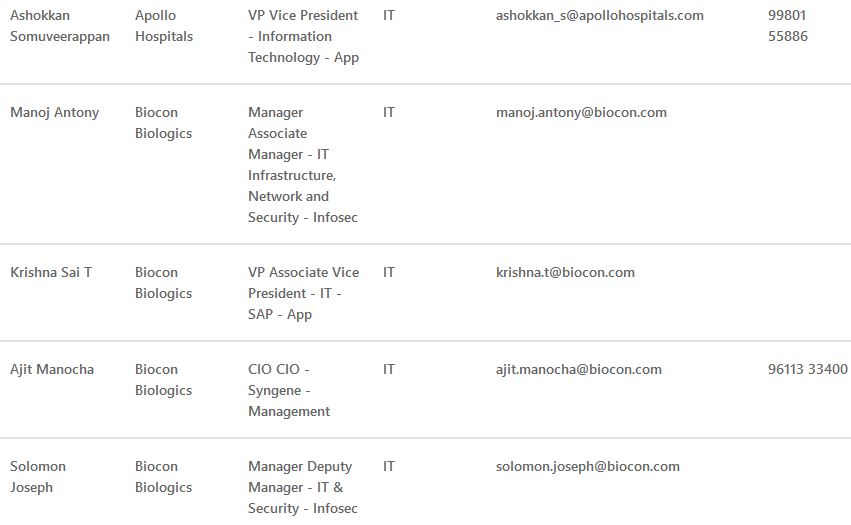 Ashokkan Apollo VP Vice President IT ashokkan_s@apollohospitals.com 99801
Somuveerappan Hospitals - Information 55886
Technology - App
Manoj Antony Biocon Manager IT manoj.antony@biocon.com
Biologics Associate
Manager - IT
Infrastructure,
Network and
Security - Infosec
Krishna Sai T Biocon VP Associate Vice IT krishna.t@biocon.com
Biologics President - IT -
SAP - App
Ajit Manocha Biocon CIO CIO - IT ajit.manocha@biocon.com 96113 33400
Biologics Syngene -
Management
Solomon Biocon Manager Deputy IT solomon.joseph@biocon.com
Joseph Biologics Manager - IT &
Security - Infosec